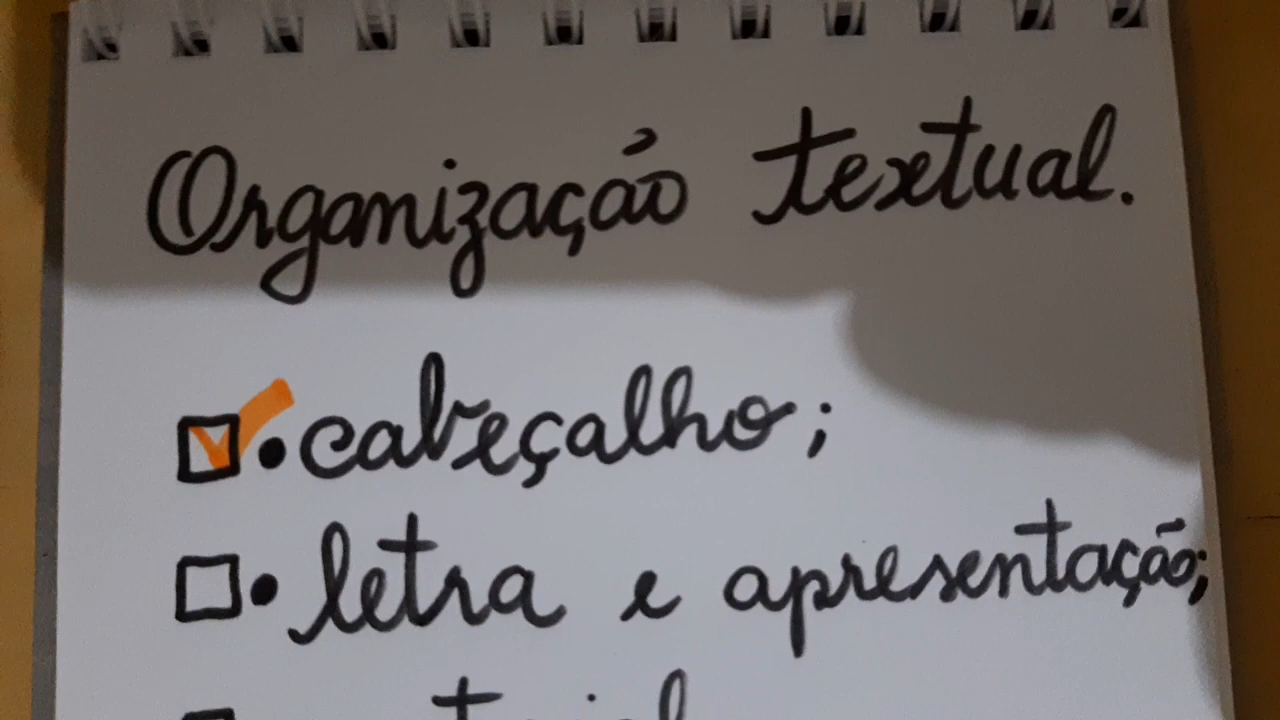 Organização textual.
☑ • cabeçalho;
☐ • letra e apresentação;